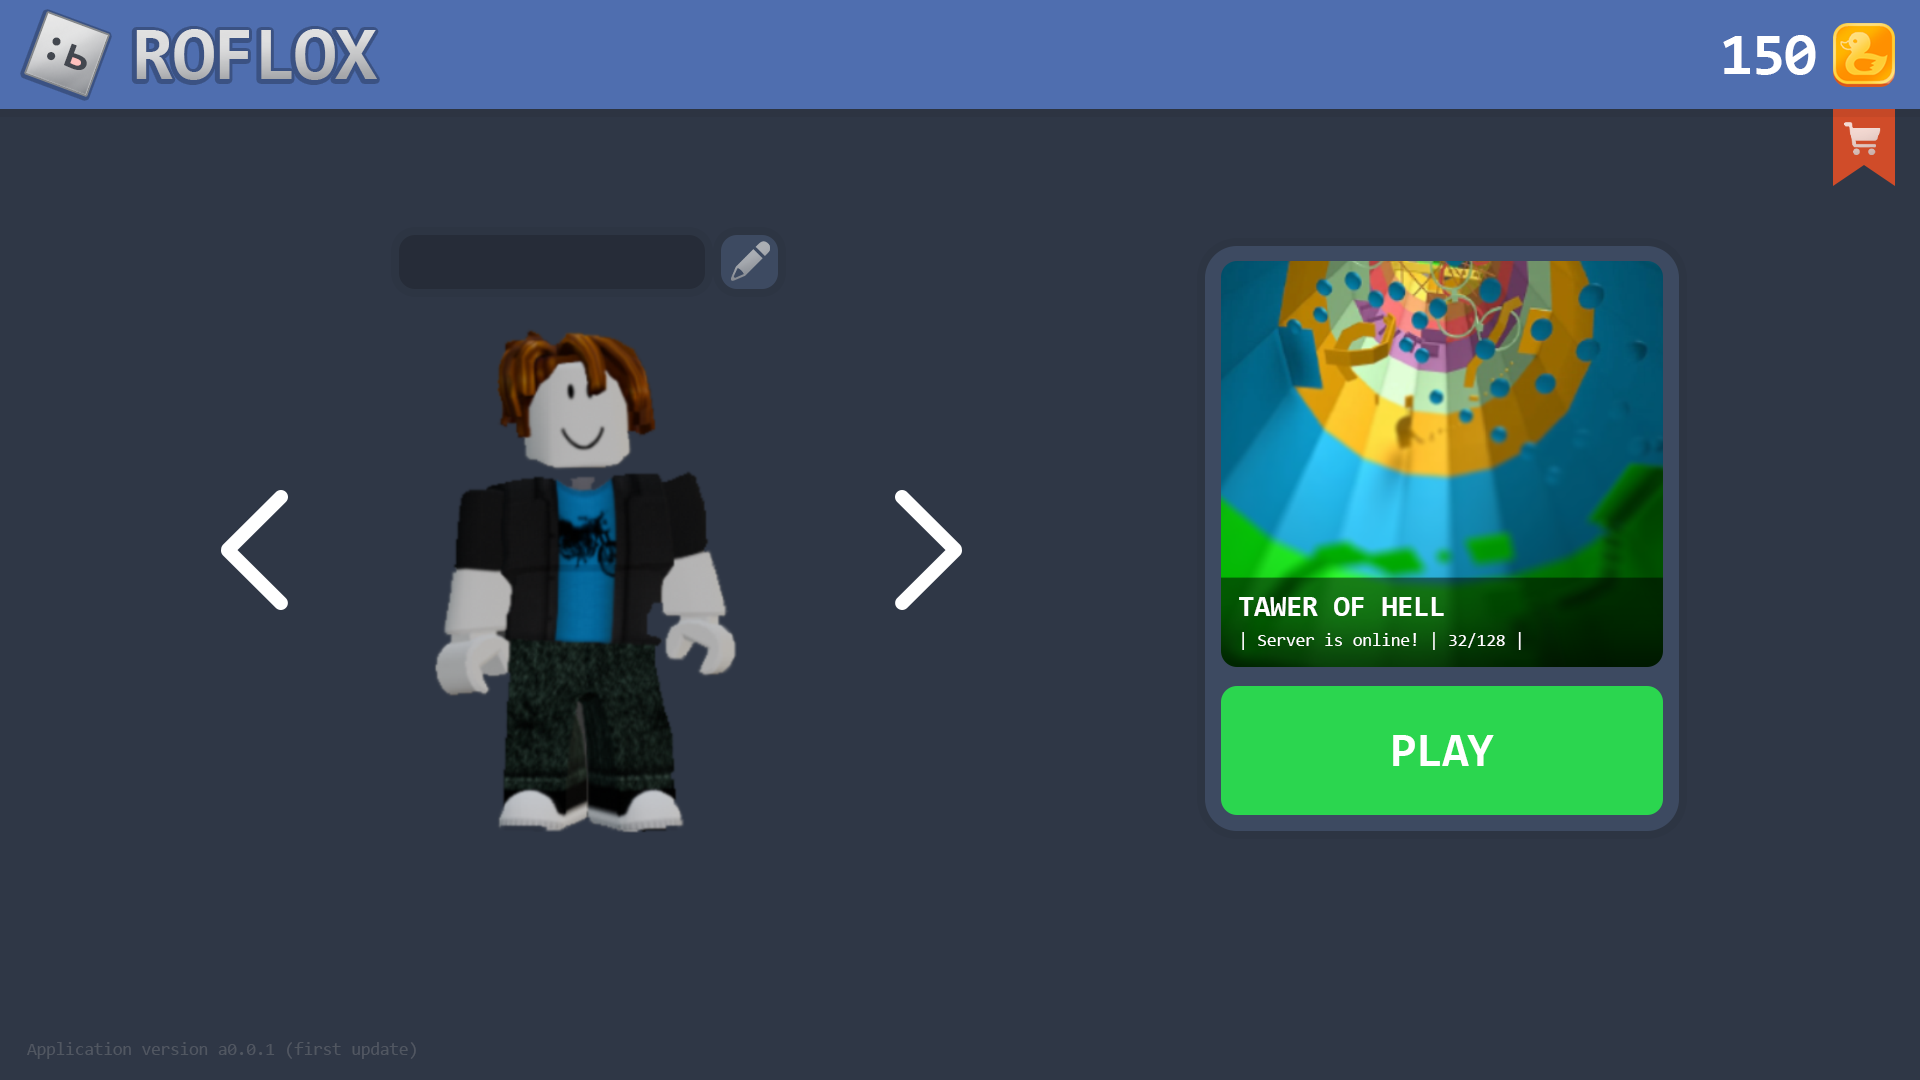 ROFLOX
150
TAWER OF HELL
| Server is online! | 32/128 |
PLAY
Application version a0.0.1 (first update)